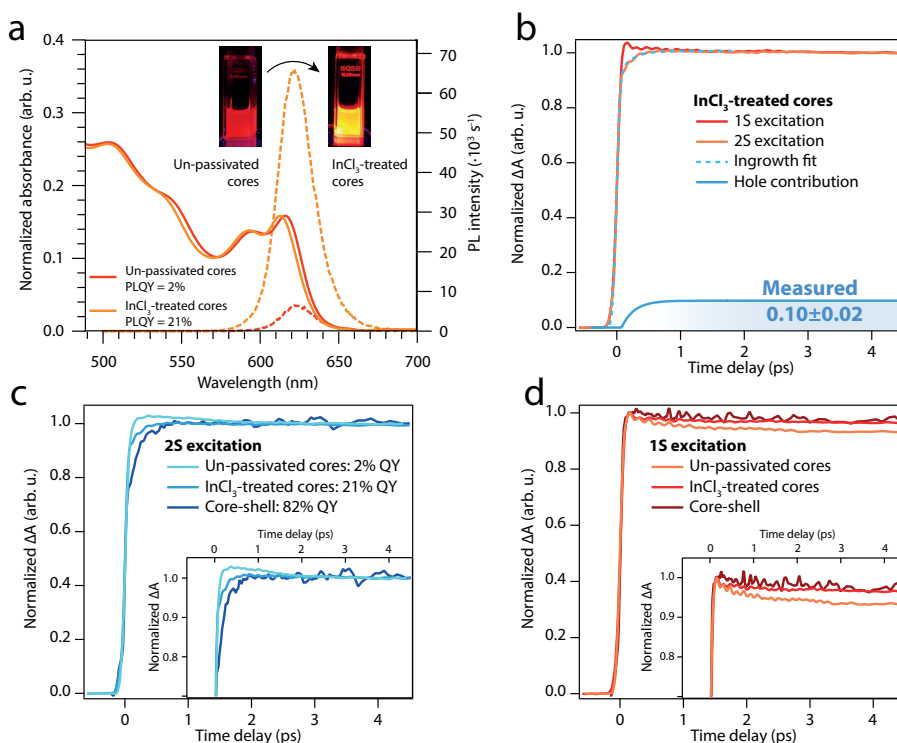 a
Normalized absorbance (arb. u.)
0.4
0.3
0.2
0.1
0.0
70
60
50
40
30
20
10
0
PL intensity (·10³ s⁻¹)
Un-passivated
cores
InCl₃-treated
cores
Un-passivated cores
PLQY = 2%
InCl₃-treated cores
PLQY = 21%
500
550
600
650
700
Wavelength (nm)
b
Normalized ΔA (arb. u.)
1.0
0.8
0.6
0.4
0.2
0.0
InCl₃-treated cores
1S excitation
2S excitation
Ingrowth fit
Hole contribution
Measured
0.10±0.02
0
1
2
3
4
Time delay (ps)
c
Normalized ΔA (arb. u.)
1.0
0.8
0.6
0.4
0.2
0.0
2S excitation
Un-passivated cores: 2% QY
InCl₃-treated cores: 21% QY
Core-shell: 82% QY
Time delay (ps)
0
1
2
3
4
Normalized ΔA
1.0
0.9
0.8
0.7
0
1
2
3
4
Time delay (ps)
d
Normalized ΔA (arb. u.)
1.0
0.8
0.6
0.4
0.2
0.0
1S excitation
Un-passivated cores
InCl₃-treated cores
Core-shell
Time delay (ps)
0
1
2
3
4
Normalized ΔA
1.0
0.9
0.8
0.7
0
1
2
3
4
Time delay (ps)